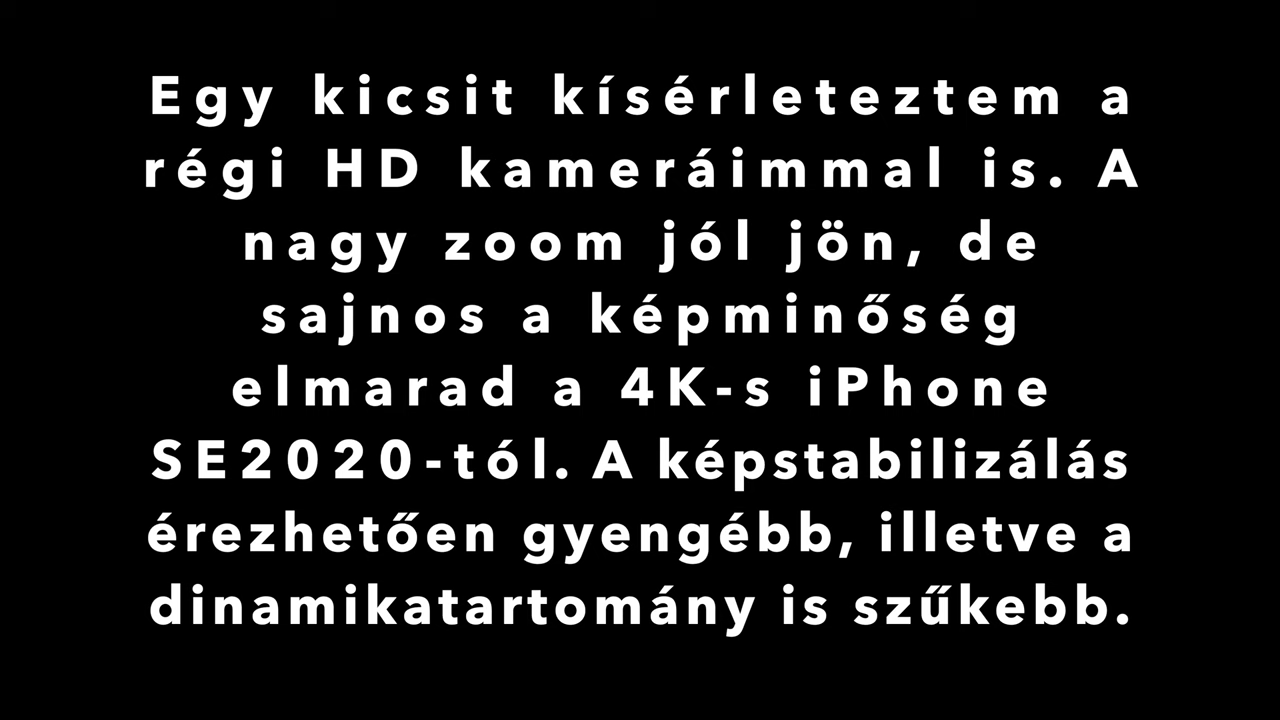 Egy kicsit kísérleteztem a
régi HD kameráimmal is. A
nagy zoom jól jön, de
sajnos a képminőség
elmarad a 4K-s iPhone
SE2020-tól. A képstabilizálás
érezhetően gyengébb, illetve a
dinamikatartomány is szűkebb.